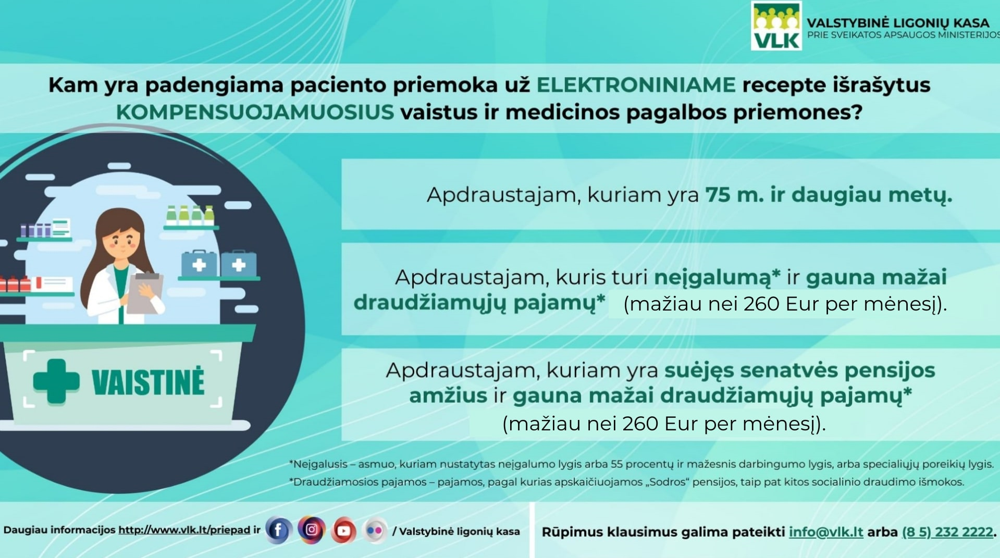 VLK
VALSTYBINĖ LIGONIŲ KASA
PRIE SVEIKATOS APSAUGOS MINISTERIJOS
Kam yra padengiama paciento priemoka už ELEKTRONINIAME recepte išrašytus
KOMPENSUOJAMUOSIUS vaistus ir medicinos pagalbos priemones?
Apdraustajam, kuriam yra 75 m. ir daugiau metų.
Apdraustajam, kuris turi neįgalumą* ir gauna mažai
draudžiamųjų pajamų* (mažiau nei 260 Eur per mėnesį).
Apdraustajam, kuriam yra suėjęs senatvės pensijos
amžius ir gauna mažai draudžiamųjų pajamų*
(mažiau nei 260 Eur per mėnesį).
VAISTINĖ
*Neįgalusis – asmuo, kuriam nustatytas neįgalumo lygis arba 55 procentų ir mažesnis darbingumo lygis, arba specialiųjų poreikių lygis.
*Draudžiamosios pajamos – pajamos, pagal kurias apskaičiuojamos „Sodros“ pensijos, taip pat kitos socialinio draudimo išmokos.
Daugiau informacijos http://www.vlk.lt/priepad ir / Valstybinė ligonių kasa
Rūpimus klausimus galima pateikti info@vlk.lt arba (8 5) 232 2222.